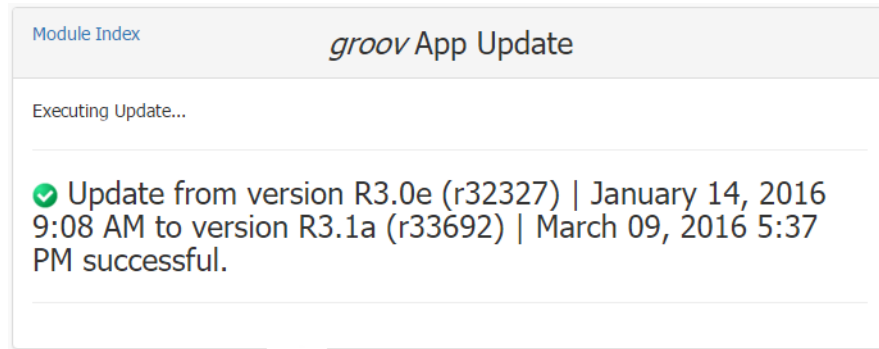 Module Index
groov App Update
Executing Update...
Update from version R3.0e (r32327) | January 14, 2016
9:08 AM to version R3.1a (r33692) | March 09, 2016 5:37
PM successful.